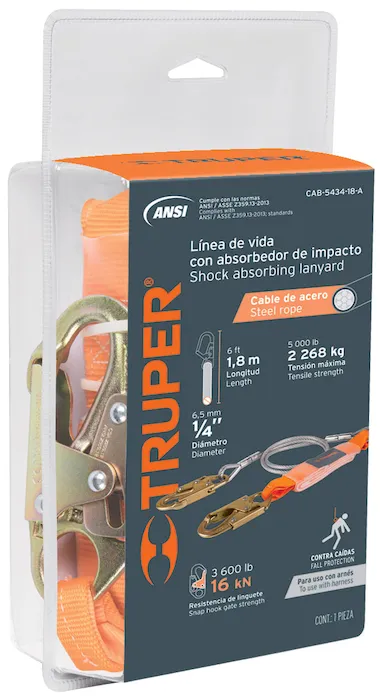 TRUPER
CAB-5434-18-A
ANSI
Cumple con las normas
ANSI / ASSE Z359.13-2013
Complies with
ANSI / ASSE Z359.13-2013; standards
Línea de vida
con absorbedor de impacto
Shock absorbing lanyard
Cable de acero
Steel rope
6 ft
1,8 m
Longitud
Length
5 000 lb
2 268 kg
Tensión máxima
Tensile strength
6,5 mm
1/4"
Diámetro
Diameter
TRUPER®
3 600 lb
16 kN
Resistencia de linguete
Snap hook gate strength
CONTRA CAÍDAS
FALL PROTECTION
Para uso con arnés
To use with harness
CONT: 1 PIEZA